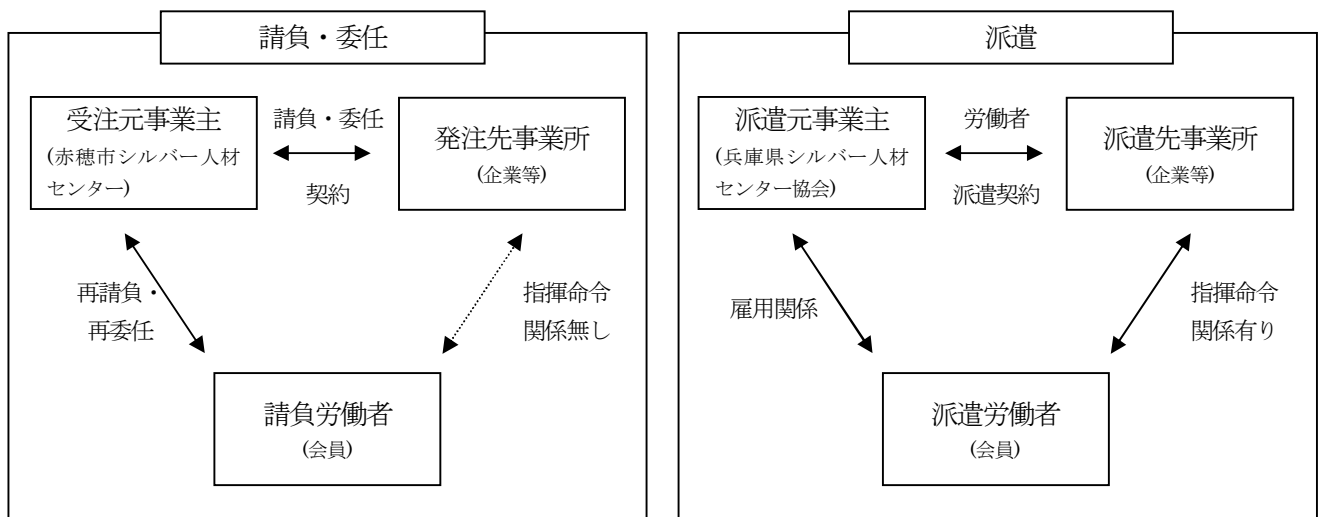 請負・委任
受注元事業主
(赤穂市シルバー人材
センター)
請負・委任
契約
発注先事業所
(企業等)
再請負・
再委任
指揮命令
関係無し
請負労働者
(会員)
派遣
派遣元事業主
(兵庫県シルバー人材
センター協会)
労働者
派遣契約
派遣先事業所
(企業等)
雇用関係
指揮命令
関係有り
派遣労働者
(会員)